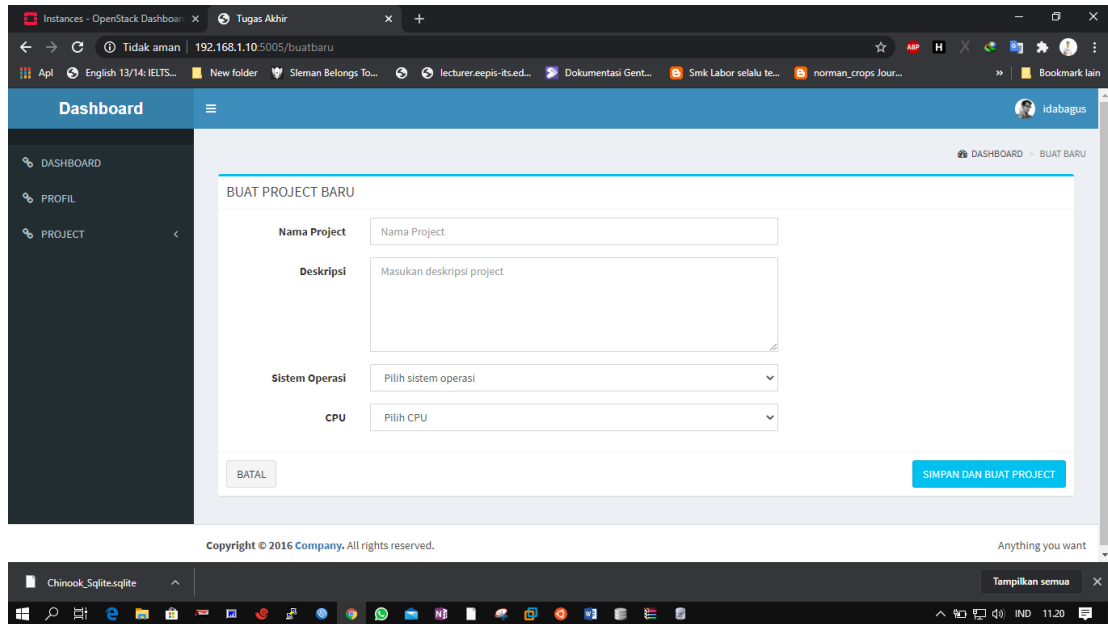 Instances - OpenStack Dashboar
Tugas Akhir
Tidak aman
192.168.1.10:5005/buatbaru
ABP
H
Apl
English 13/14: IELTS...
New folder
Sleman Belongs To...
lecturer.eepis-its.ed...
Dokumentasi Gent...
Smk Labor selalu te...
norman_crops Jour...
»
Bookmark lain
Dashboard
idabagus
DASHBOARD
PROFIL
PROJECT
DASHBOARD > BUAT BARU
BUAT PROJECT BARU
Nama Project
Nama Project
Deskripsi
Masukan deskripsi project
Sistem Operasi
Pilih sistem operasi
CPU
Pilih CPU
BATAL
SIMPAN DAN BUAT PROJECT
Copyright © 2016 Company. All rights reserved.
Anything you want
Chinook_Sqlite.sqlite
Tampilkan semua
IND
11.20